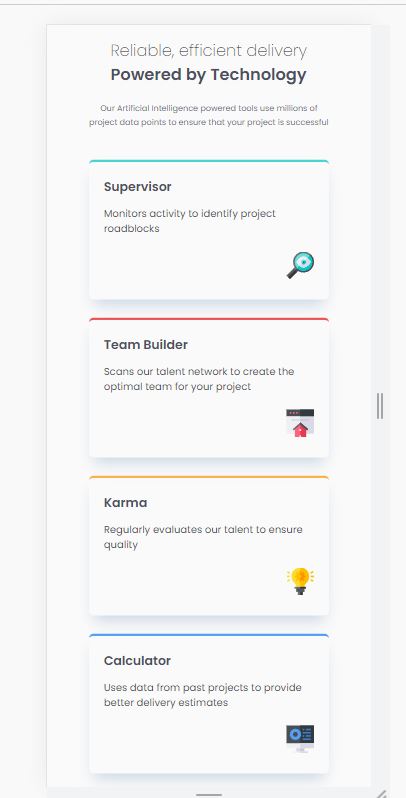 Reliable, efficient delivery
Powered by Technology
Our Artificial Intelligence powered tools use millions of
project data points to ensure that your project is successful
Supervisor
Monitors activity to identify project
roadblocks
Team Builder
Scans our talent network to create the
optimal team for your project
Karma
Regularly evaluates our talent to ensure
quality
Calculator
Uses data from past projects to provide
better delivery estimates